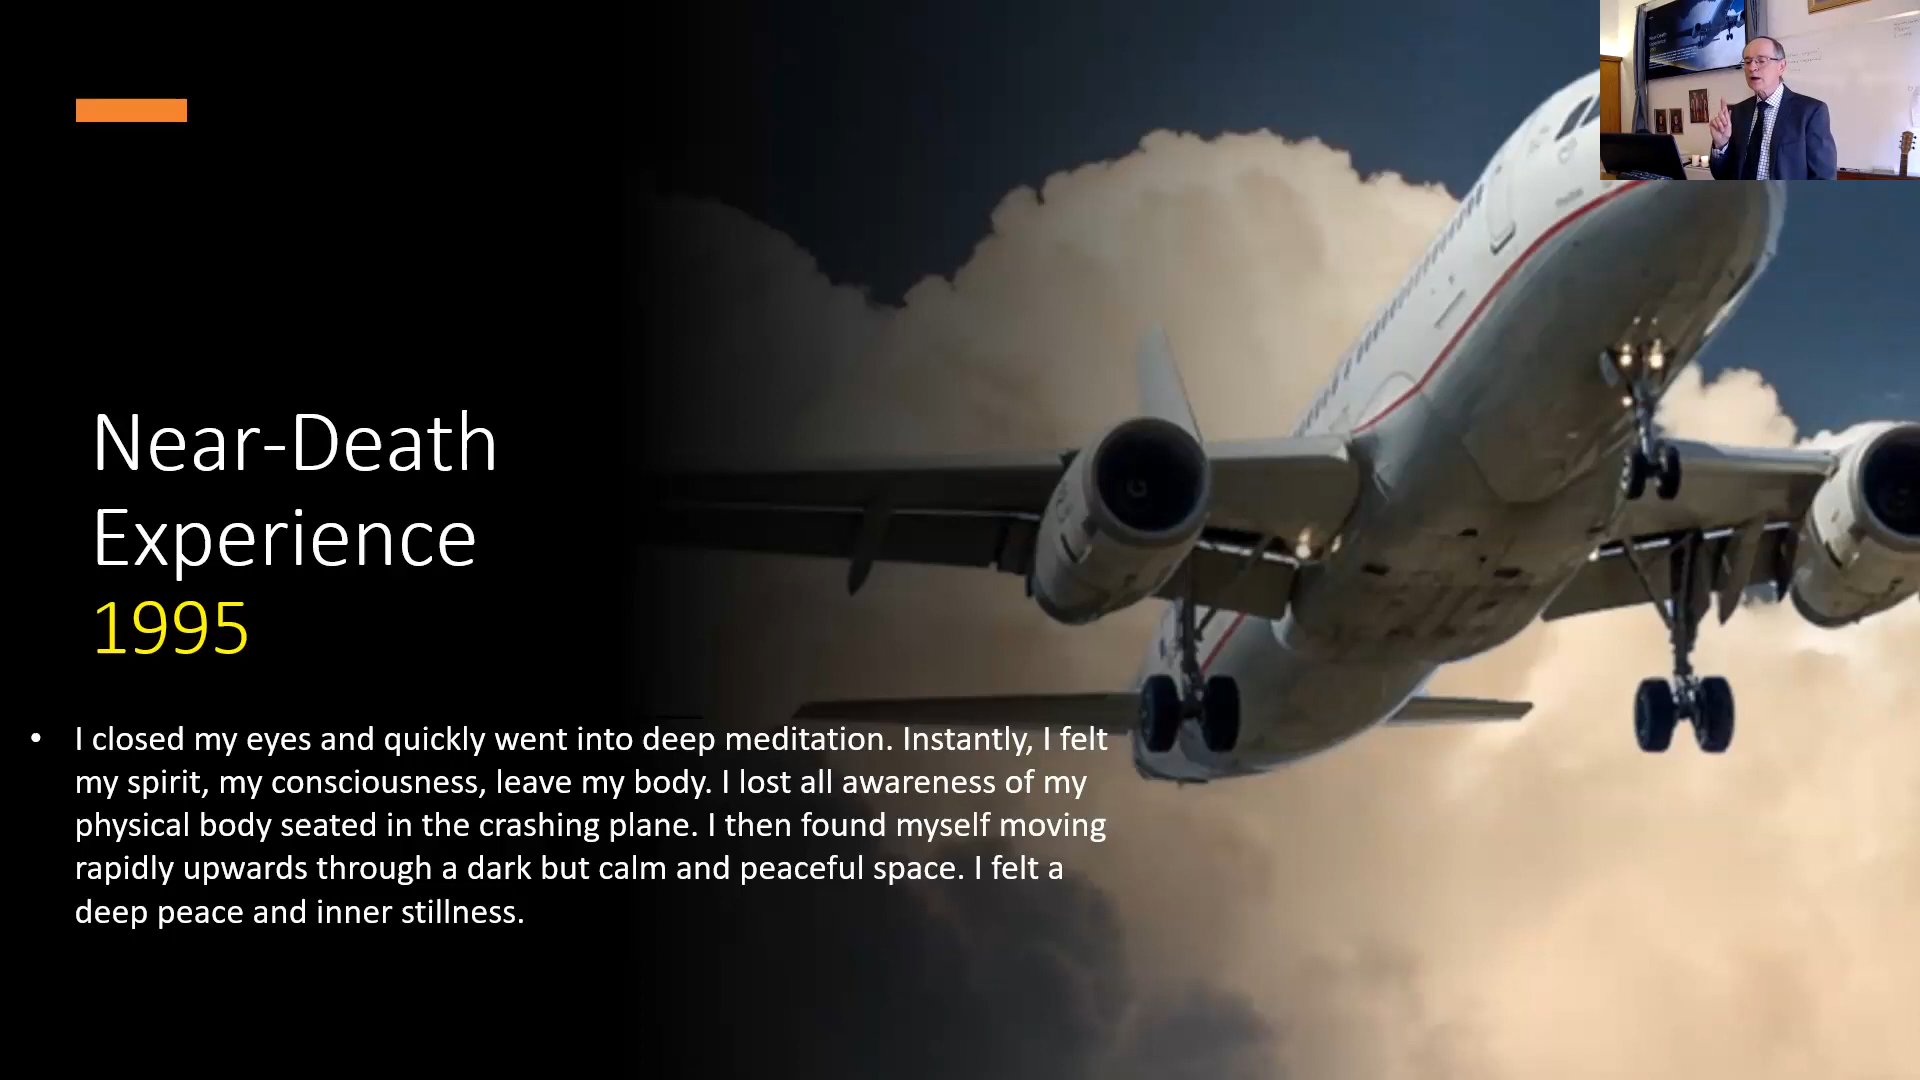 Near-Death
Experience
1995
• I closed my eyes and quickly went into deep meditation. Instantly, I felt
my spirit, my consciousness, leave my body. I lost all awareness of my
physical body seated in the crashing plane. I then found myself moving
rapidly upwards through a dark but calm and peaceful space. I felt a
deep peace and inner stillness.